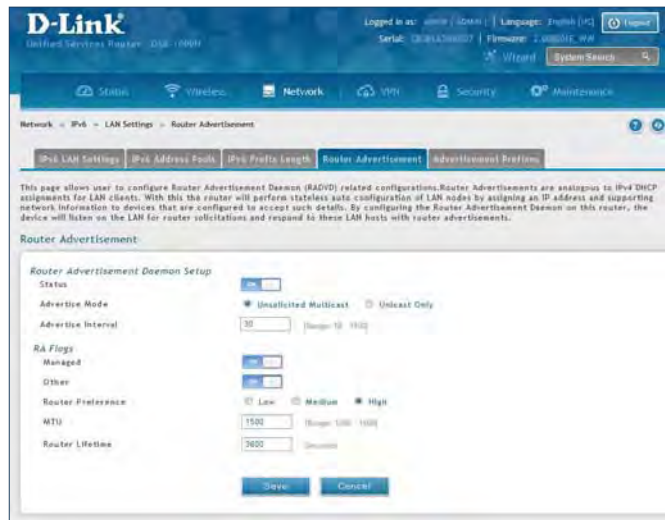 D-Link
Unified Services Router
Logged in as: admin ( ADMIN ) | Language: English [US]
Logout
Serial: | Firmware:
Wizard
System Search
Status
Wireless
Network
VPN
Security
Maintenance
Network » IPv6 » LAN Settings » Router Advertisement
IPv6 LAN Settings
IPv6 Address Pools
IPv6 Prefix Length
Router Advertisement
Advertisement Prefixes
This page allows user to configure Router Advertisement Daemon (RADVD) related configurations.Router Advertisements are analogous to IPv4 DHCP
assignments for LAN clients. With this the router will perform stateless auto configuration of LAN nodes by assigning an IP address and supporting
network information to devices that are configured to accept such details. By configuring the Router Advertisement Daemon on this router, the
device will listen on the LAN for router solicitations and respond to these LAN hosts with router advertisements.
Router Advertisement
Router Advertisement Daemon Setup
Status
ON
Advertise Mode
Unsolicited Multicast
Unicast Only
Advertise Interval
30
RA Flags
Managed
ON
Other
ON
Router Preference
Low
Medium
High
MTU
1500
Router Lifetime
3600
Seconds
Save
Cancel